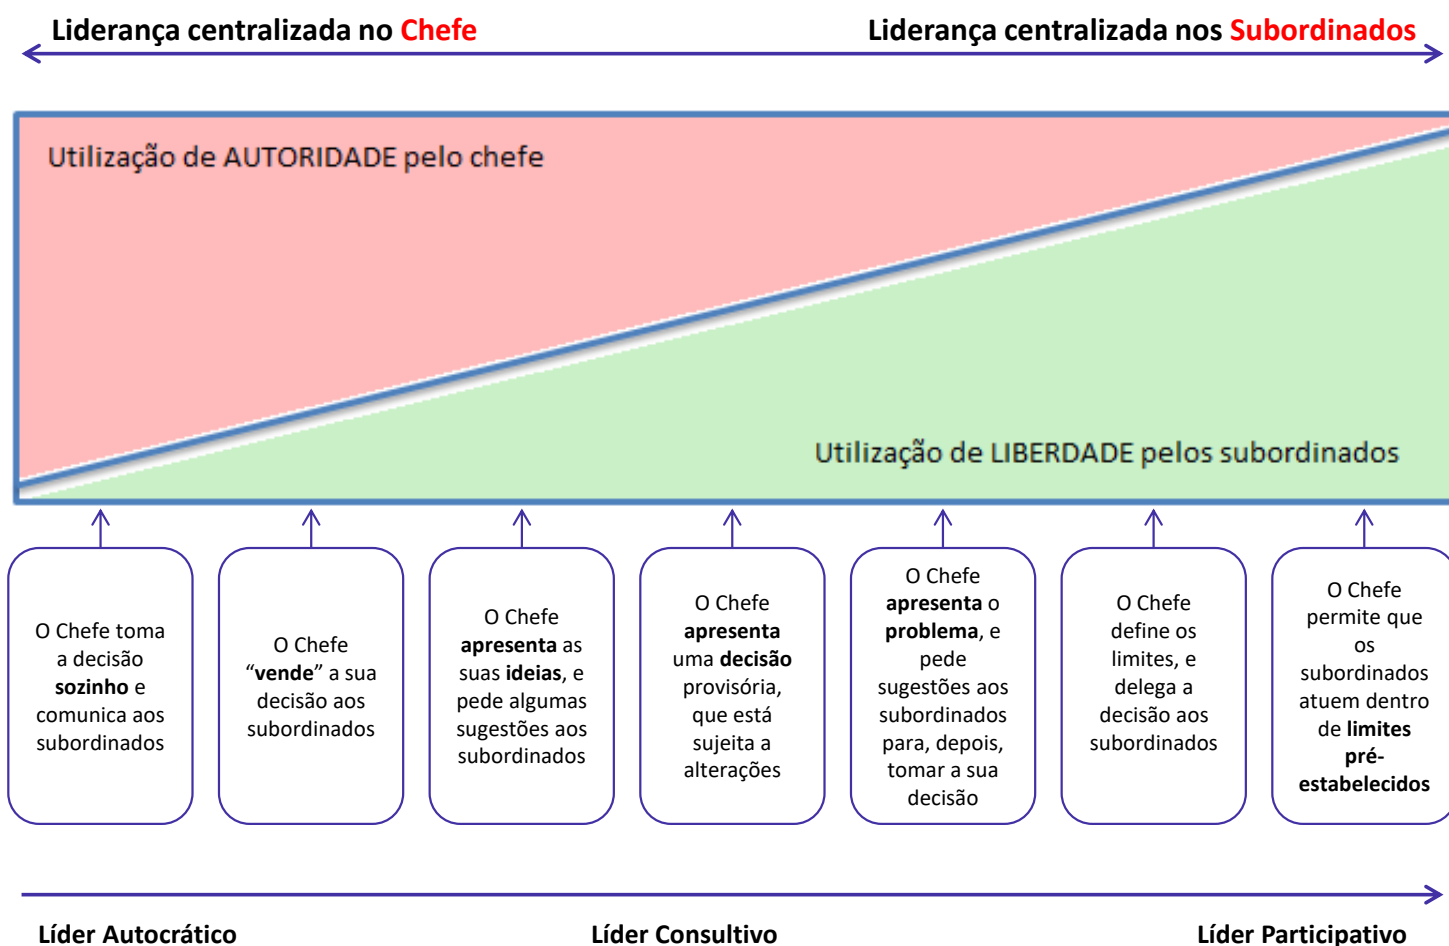 Liderança centralizada no Chefe
Liderança centralizada nos Subordinados
Utilização de AUTORIDADE pelo chefe
Utilização de LIBERDADE pelos subordinados
O Chefe toma
a decisão
sozinho e
comunica aos
subordinados
O Chefe
“vende” a sua
decisão aos
subordinados
O Chefe
apresenta as
suas ideias, e
pede algumas
sugestões aos
subordinados
O Chefe
apresenta
uma decisão
provisória,
que está
sujeita a
alterações
O Chefe
apresenta o
problema, e
pede
sugestões aos
subordinados
para, depois,
tomar a sua
decisão
O Chefe
define os
limites, e
delega a
decisão aos
subordinados
O Chefe
permite que
os
subordinados
atuem dentro
de limites
pré-
estabelecidos
Líder Autocrático
Líder Consultivo
Líder Participativo